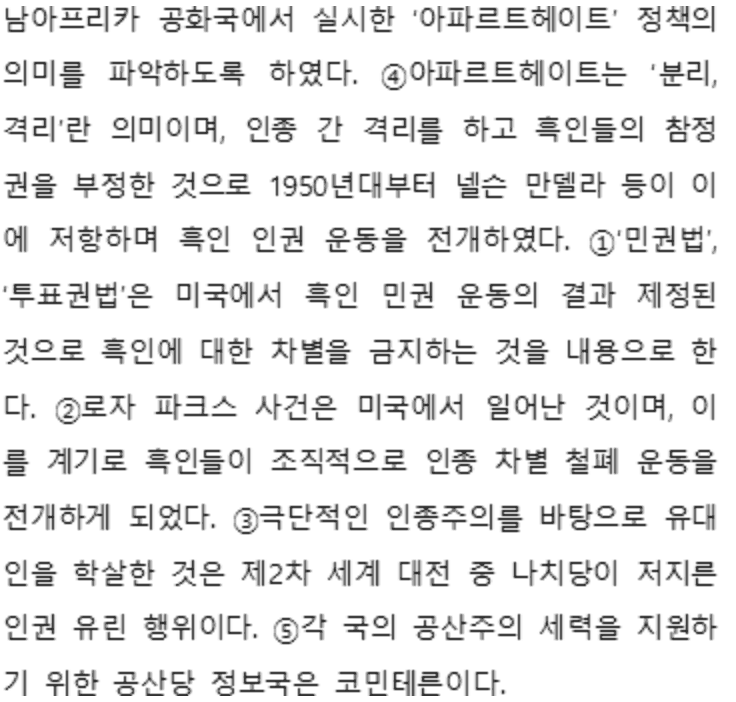 남아프리카 공화국에서 실시한 '아파르트헤이트' 정책의
의미를 파악하도록 하였다. ④아파르트헤이트는 '분리,
격리'란 의미이며, 인종 간 격리를 하고 흑인들의 참정
권을 부정한 것으로 1950년대부터 넬슨 만델라 등이 이
에 저항하며 흑인 인권 운동을 전개하였다. ①'민권법',
'투표권법'은 미국에서 흑인 민권 운동의 결과 제정된
것으로 흑인에 대한 차별을 금지하는 것을 내용으로 한
다. ②로자 파크스 사건은 미국에서 일어난 것이며, 이
를 계기로 흑인들이 조직적으로 인종 차별 철폐 운동을
전개하게 되었다. ③극단적인 인종주의를 바탕으로 유대
인을 학살한 것은 제2차 세계 대전 중 나치당이 저지른
인권 유린 행위이다. ⑤각 국의 공산주의 세력을 지원하
기 위한 공산당 정보국은 코민테른이다.